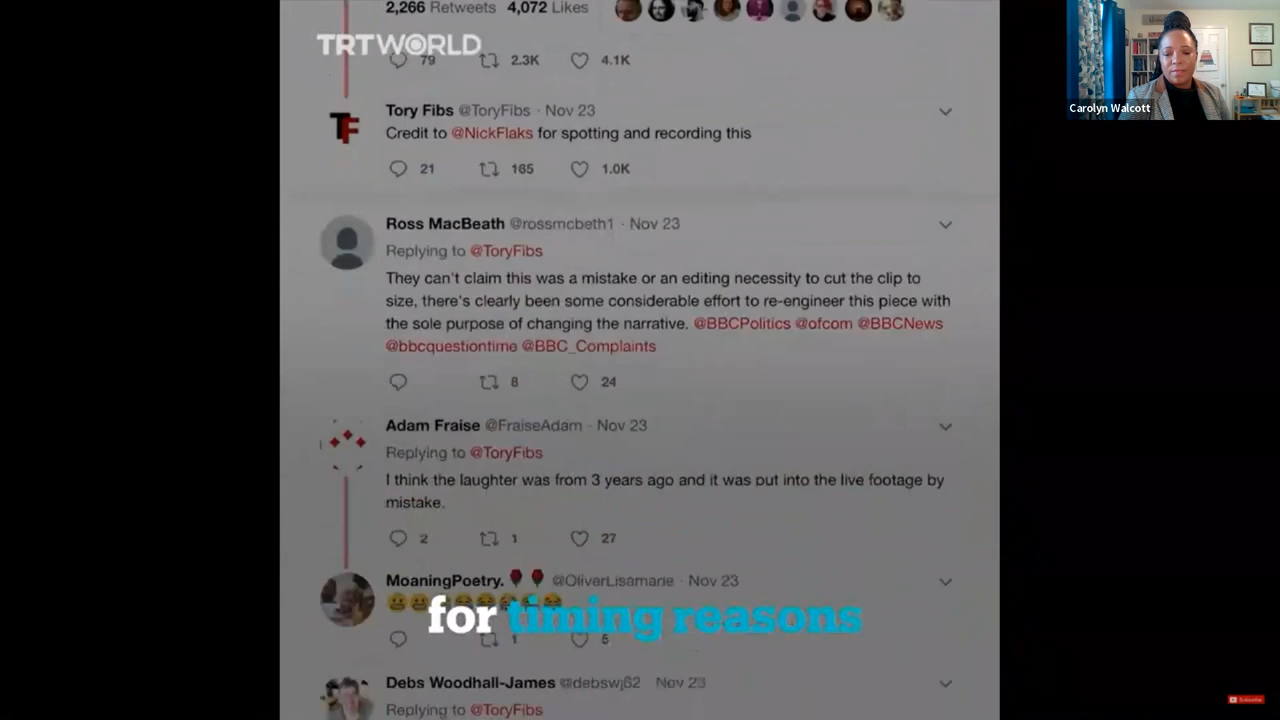 2,266 Retweets 4,072 Likes
TRTWORLD
79 2.3K 4.1K
Carolyn Walcott
Tory Fibs @ToryFibs · Nov 23
TF
Credit to @NickFlaks for spotting and recording this
21 165 1.0K
Ross MacBeath @rossmcbeth1 · Nov 23
Replying to @ToryFibs
They can't claim this was a mistake or an editing necessity to cut the clip to
size, there's clearly been some considerable effort to re-engineer this piece with
the sole purpose of changing the narrative. @BBCPolitics @ofcom @BBCNews
@bbcquestiontime @BBC_Complaints
8 24
Adam Fraise @FraiseAdam · Nov 23
Replying to @ToryFibs
I think the laughter was from 3 years ago and it was put into the live footage by
mistake.
2 1 27
MoaningPoetry.🌹🌹 @OliverLisamarie · Nov 23
for timing reasons
1 5
Debs Woodhall-James @debswj62 Nov 23
Replying to @ToryFibs
Subscribe